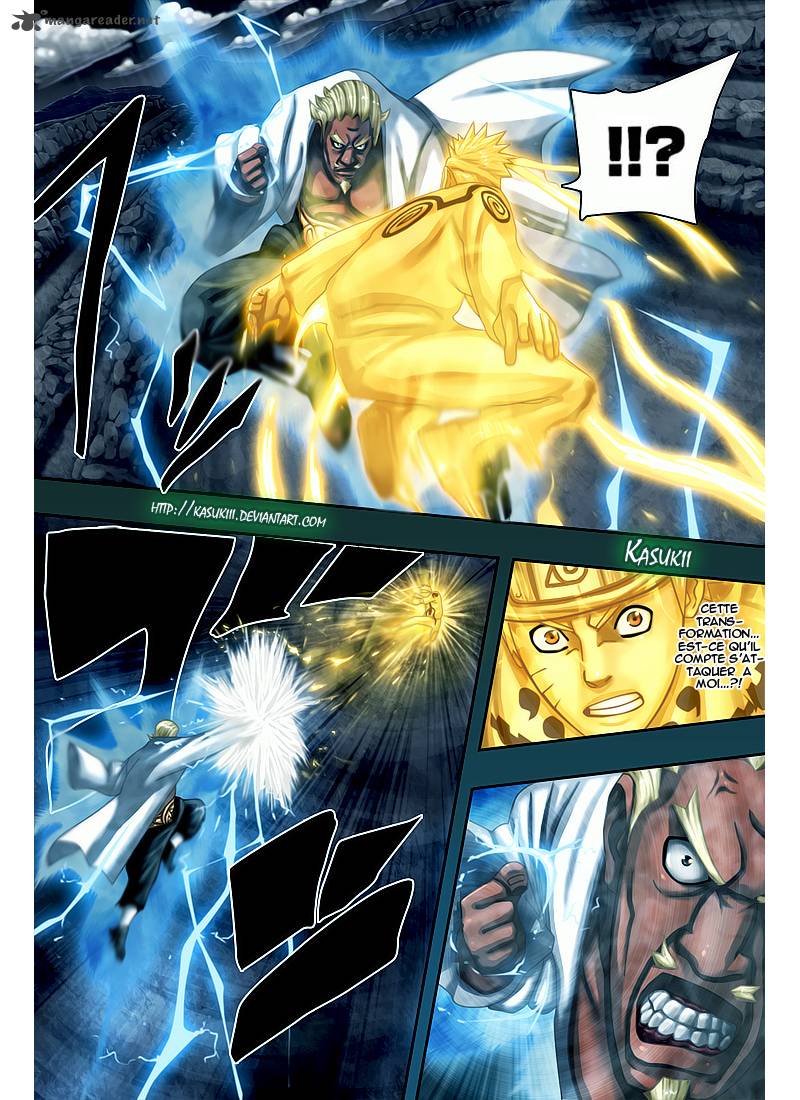 mangareader.net
!!?
HTTP://KASUKIII.DEVIANTART.COM
KASUKII
CETTE
TRANS-
FORMATION...
EST-CE QU'IL
COMPTE S'AT-
TAQUER A
MOI...?!